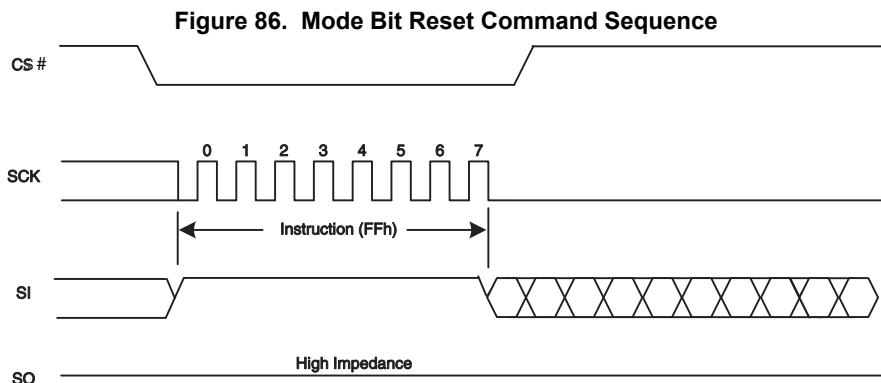 Figure 86. Mode Bit Reset Command Sequence
CS #
0 1 2 3 4 5 6 7
SCK
Instruction (FFh)
SI
High Impedance
SO